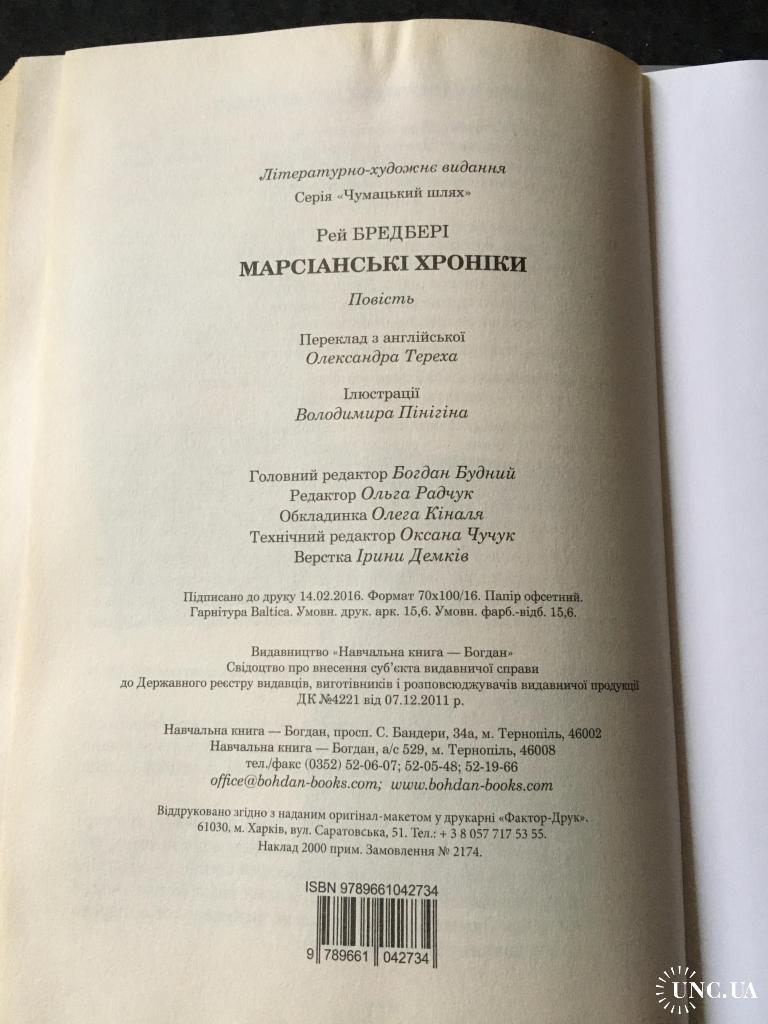 Літературно-художнє видання
Серія «Чумацький шлях»
Рей БРЕДБЕРІ
МАРСІАНСЬКІ ХРОНІКИ
Повість
Переклад з англійської
Олександра Тереха
Ілюстрації
Володимира Пінігіна
Головний редактор Богдан Будний
Редактор Ольга Радчук
Обкладинка Олега Кіналя
Технічний редактор Оксана Чучук
Верстка Ірини Демків
Підписано до друку 14.02.2016. Формат 70х100/16. Папір офсетний.
Гарнітура Baltica. Умовн. друк. арк. 15,6. Умовн. фарб.-відб. 15,6.
Видавництво «Навчальна книга — Богдан»
Свідоцтво про внесення суб’єкта видавничої справи
до Державного реєстру видавців, виготівників і розповсюджувачів видавничої продукції
ДК №4221 від 07.12.2011 р.
Навчальна книга — Богдан, просп. С. Бандери, 34а, м. Тернопіль, 46002
Навчальна книга — Богдан, а/с 529, м. Тернопіль, 46008
тел./факс (0352) 52-06-07; 52-05-48; 52-19-66
office@bohdan-books.com; www.bohdan-books.com
Віддруковано згідно з наданим оригінал-макетом у друкарні «Фактор-Друк».
61030, м. Харків, вул. Саратовська, 51. Тел.: + 3 8 057 717 53 55.
Наклад 2000 прим. Замовлення № 2174.
ISBN 9789661042734
9 789661 042734
UNC.UA